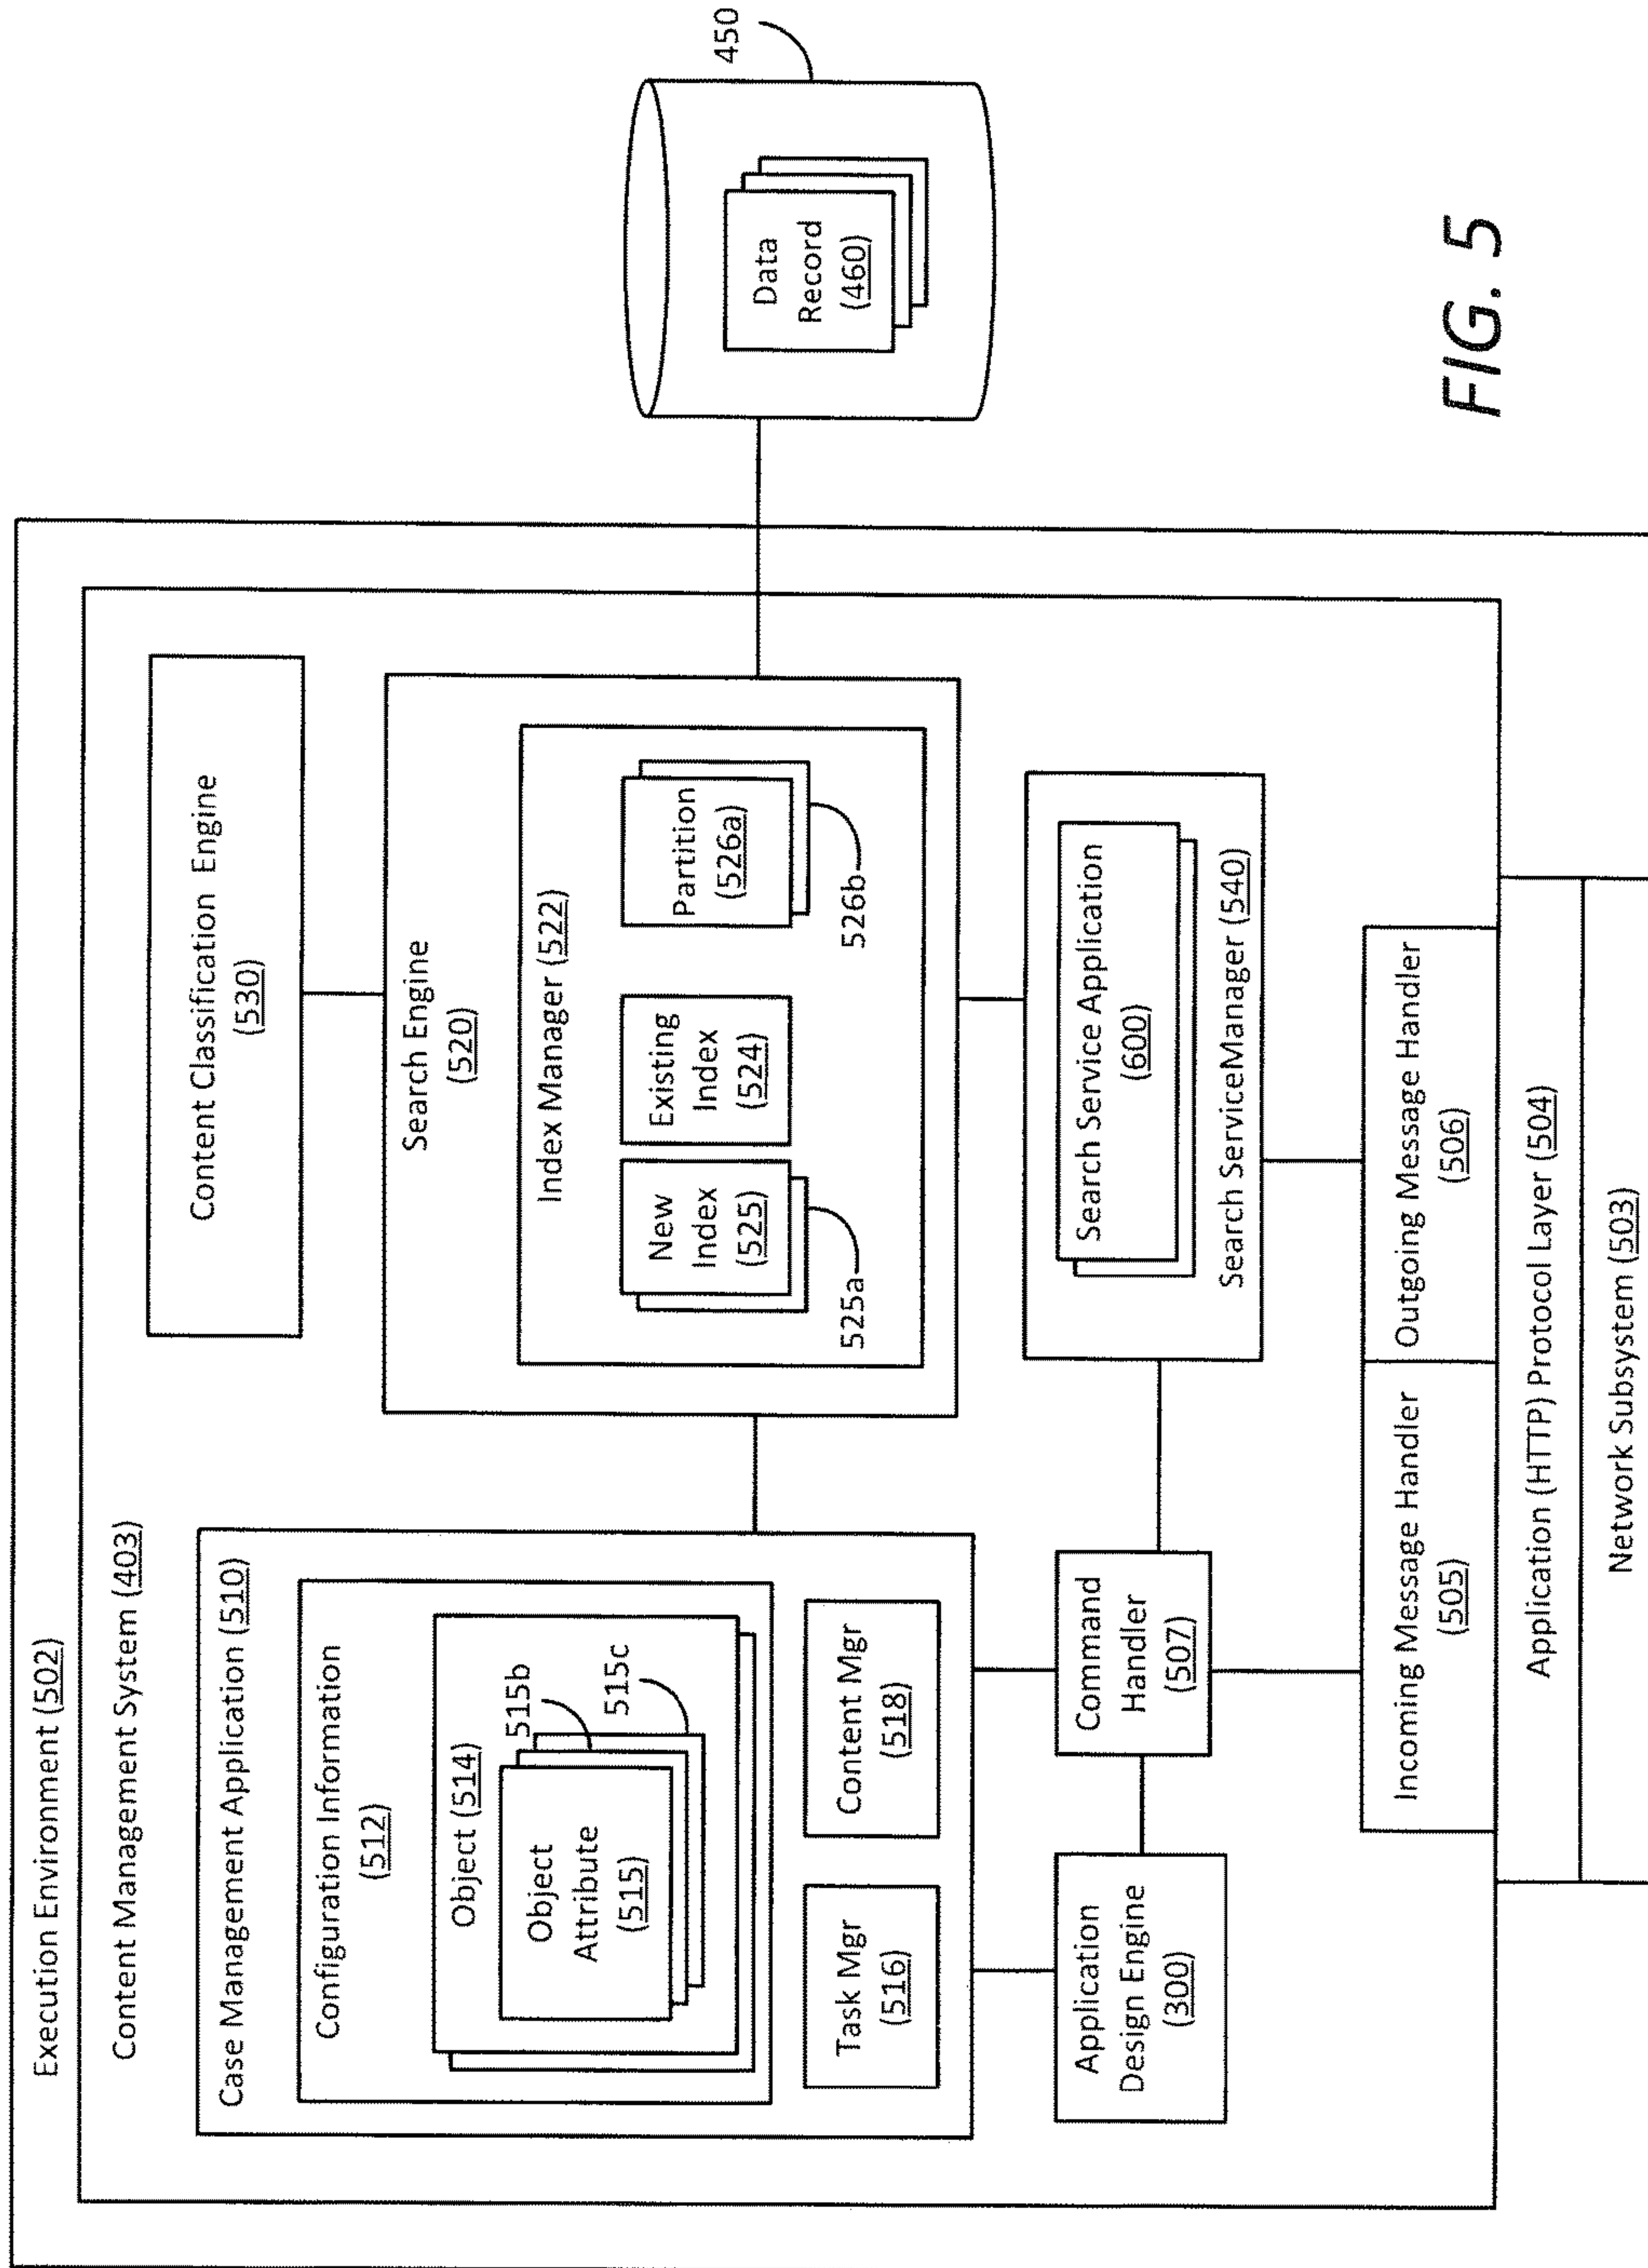 Execution Environment (502)
Content Management System (403)
Case Management Application (510)
Configuration Information
(512)
Object (514)
515b
515c
Object
Attribute
(515)
Task Mgr
(516)
Content Mgr
(518)
Application
Design Engine
(300)
Command
Handler
(507)
Content Classification Engine
(530)
Search Engine
(520)
Index Manager (522)
New
Index
(525)
525a
Existing
Index
(524)
Partition
(526a)
526b
Search Service Application
(600)
Search ServiceManager (540)
Incoming Message Handler
(505)
Outgoing Message Handler
(506)
Application (HTTP) Protocol Layer (504)
Network Subsystem (503)
450
Data
Record
(460)
FIG. 5